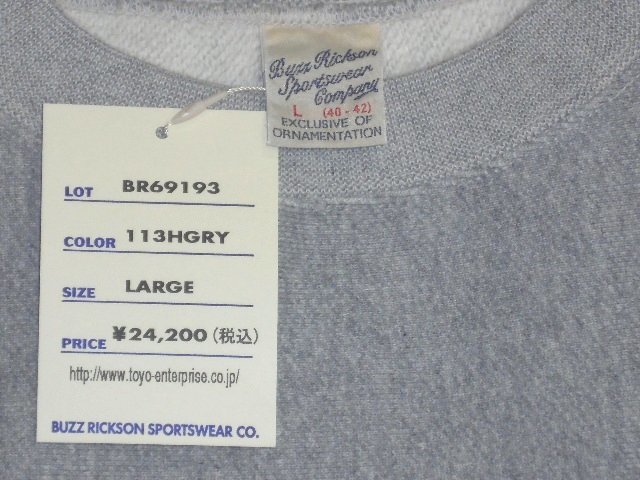 Buzz Rickson
Sportswear
Company
L (40-42)
EXCLUSIVE OF
ORNAMENTATION
LOT BR69193
COLOR 113HGRY
SIZE LARGE
PRICE ¥24,200(税込)
http://www.toyo-enterprise.co.jp/
BUZZ RICKSON SPORTSWEAR CO.